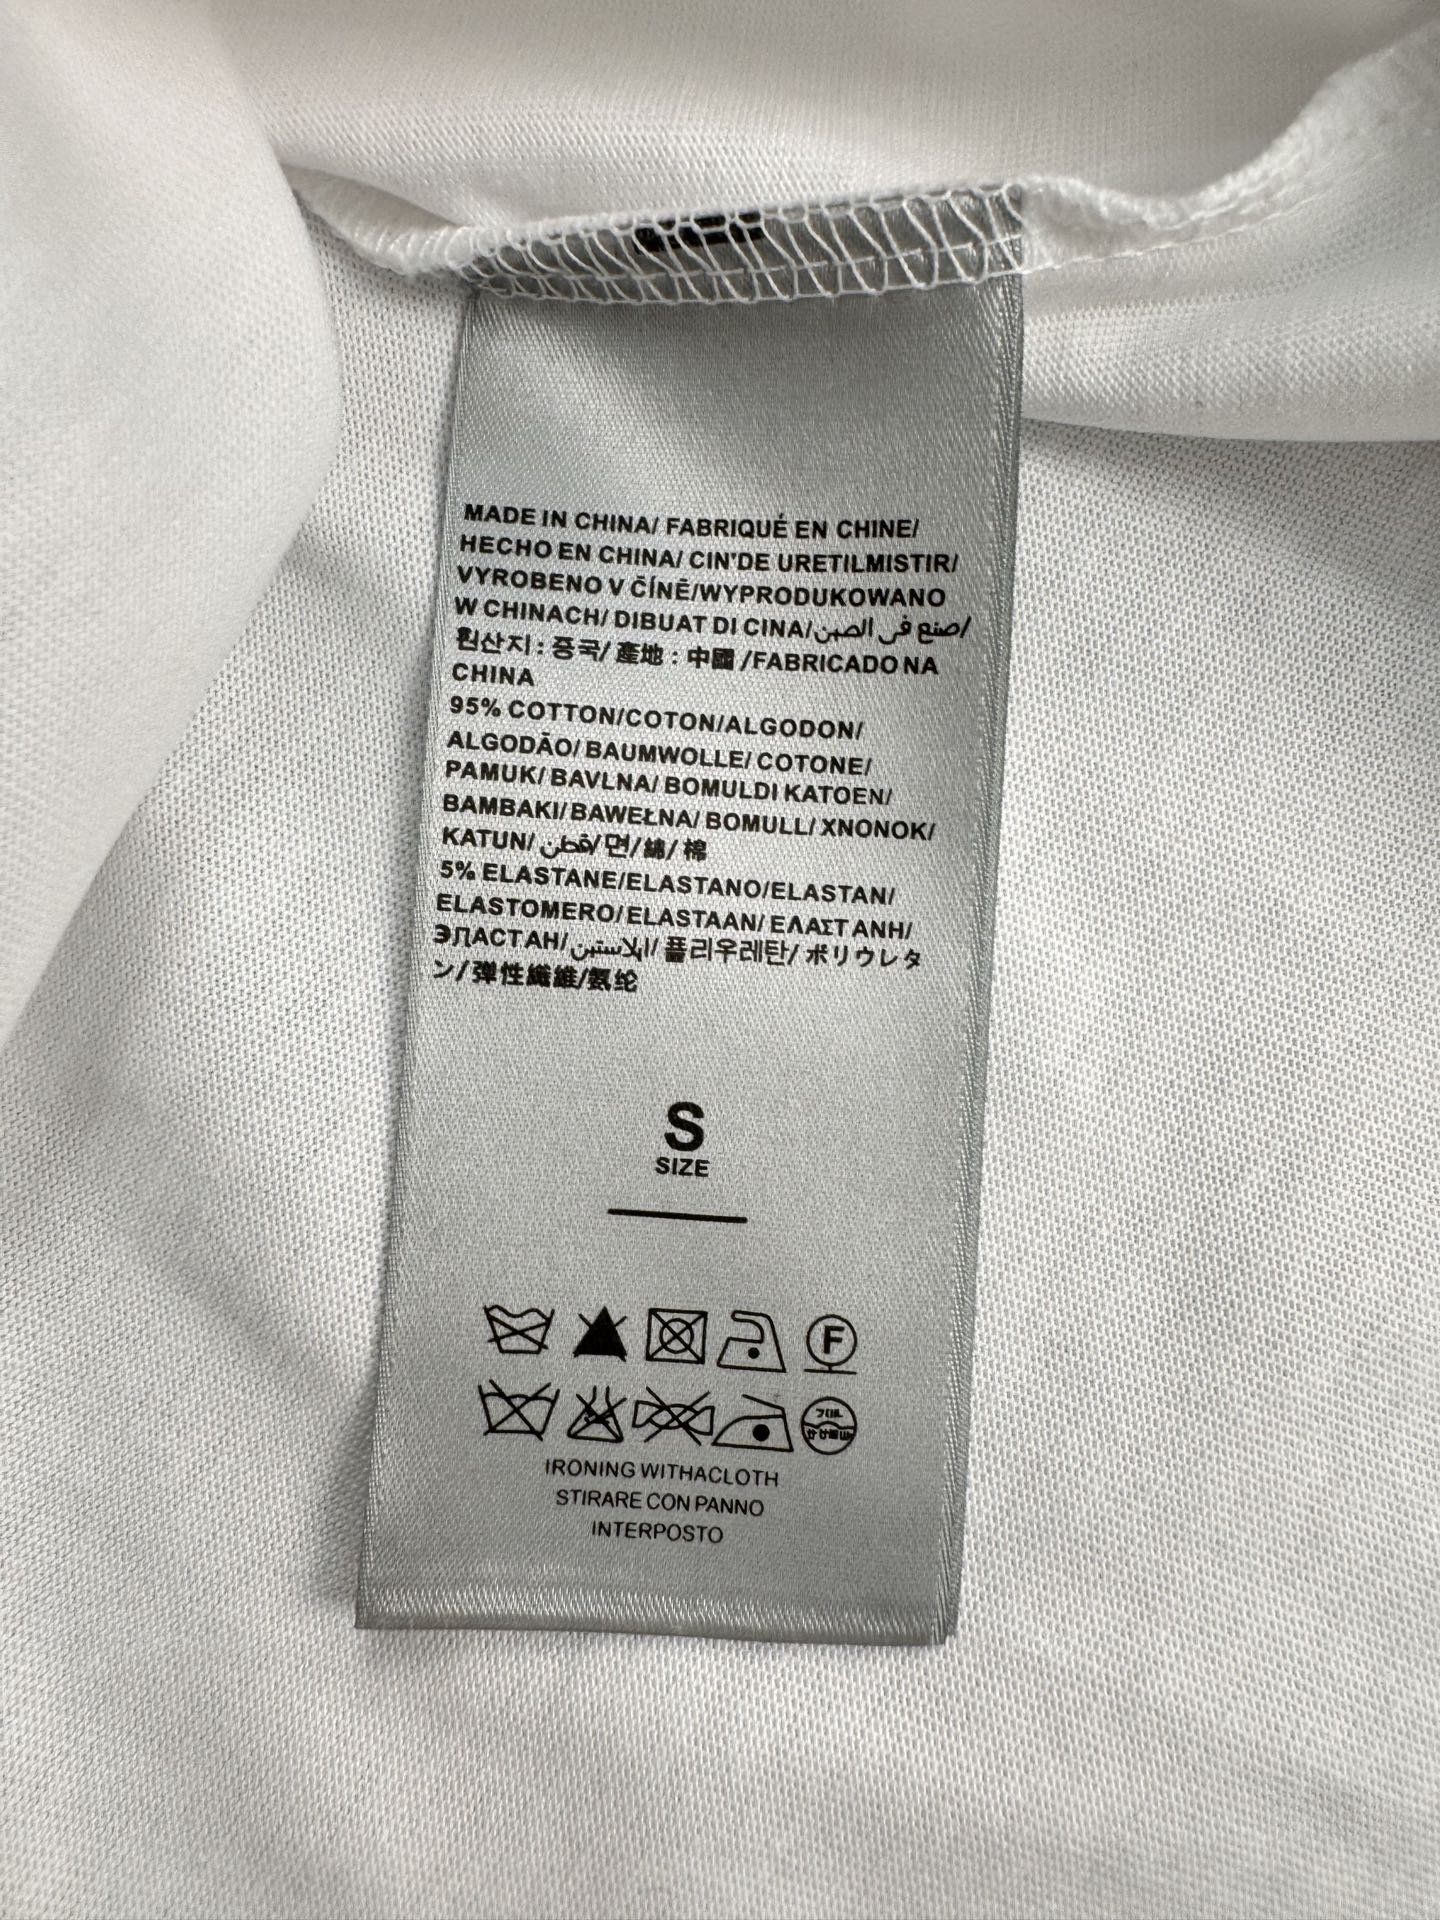 MADE IN CHINA/ FABRIQUÉ EN CHINE/
HECHO EN CHINA/ CIN'DE URETILMISTIR/
VYROBENO V ČÍNĚ/WYPRODUKOWANO
W CHINACH/ DIBUAT DI CINA/صنع في الصين/
원산지 : 중국/ 產地 : 中國 /FABRICADO NA
CHINA
95% COTTON/COTON/ALGODON/
ALGODÃO/ BAUMWOLLE/ COTONE/
PAMUK/ BAVLNA/ BOMULDI KATOEN/
BAMBAKI/ BAWEŁNA/ BOMULL/ XNONOK/
KATUN/ قطن/ 면/ 綿/ 棉
5% ELASTANE/ELASTANO/ELASTAN/
ELASTOMERO/ ELASTAAN/ ΕΛΑΣΤΑΝΗ/
ЭЛАСТАН/ايلاستين/ 폴리우레탄/ ポリウレタ
ン/ 弹性纖維/氨纶
S
SIZE
F
IRONING WITHACLOTH
STIRARE CON PANNO
INTERPOSTO